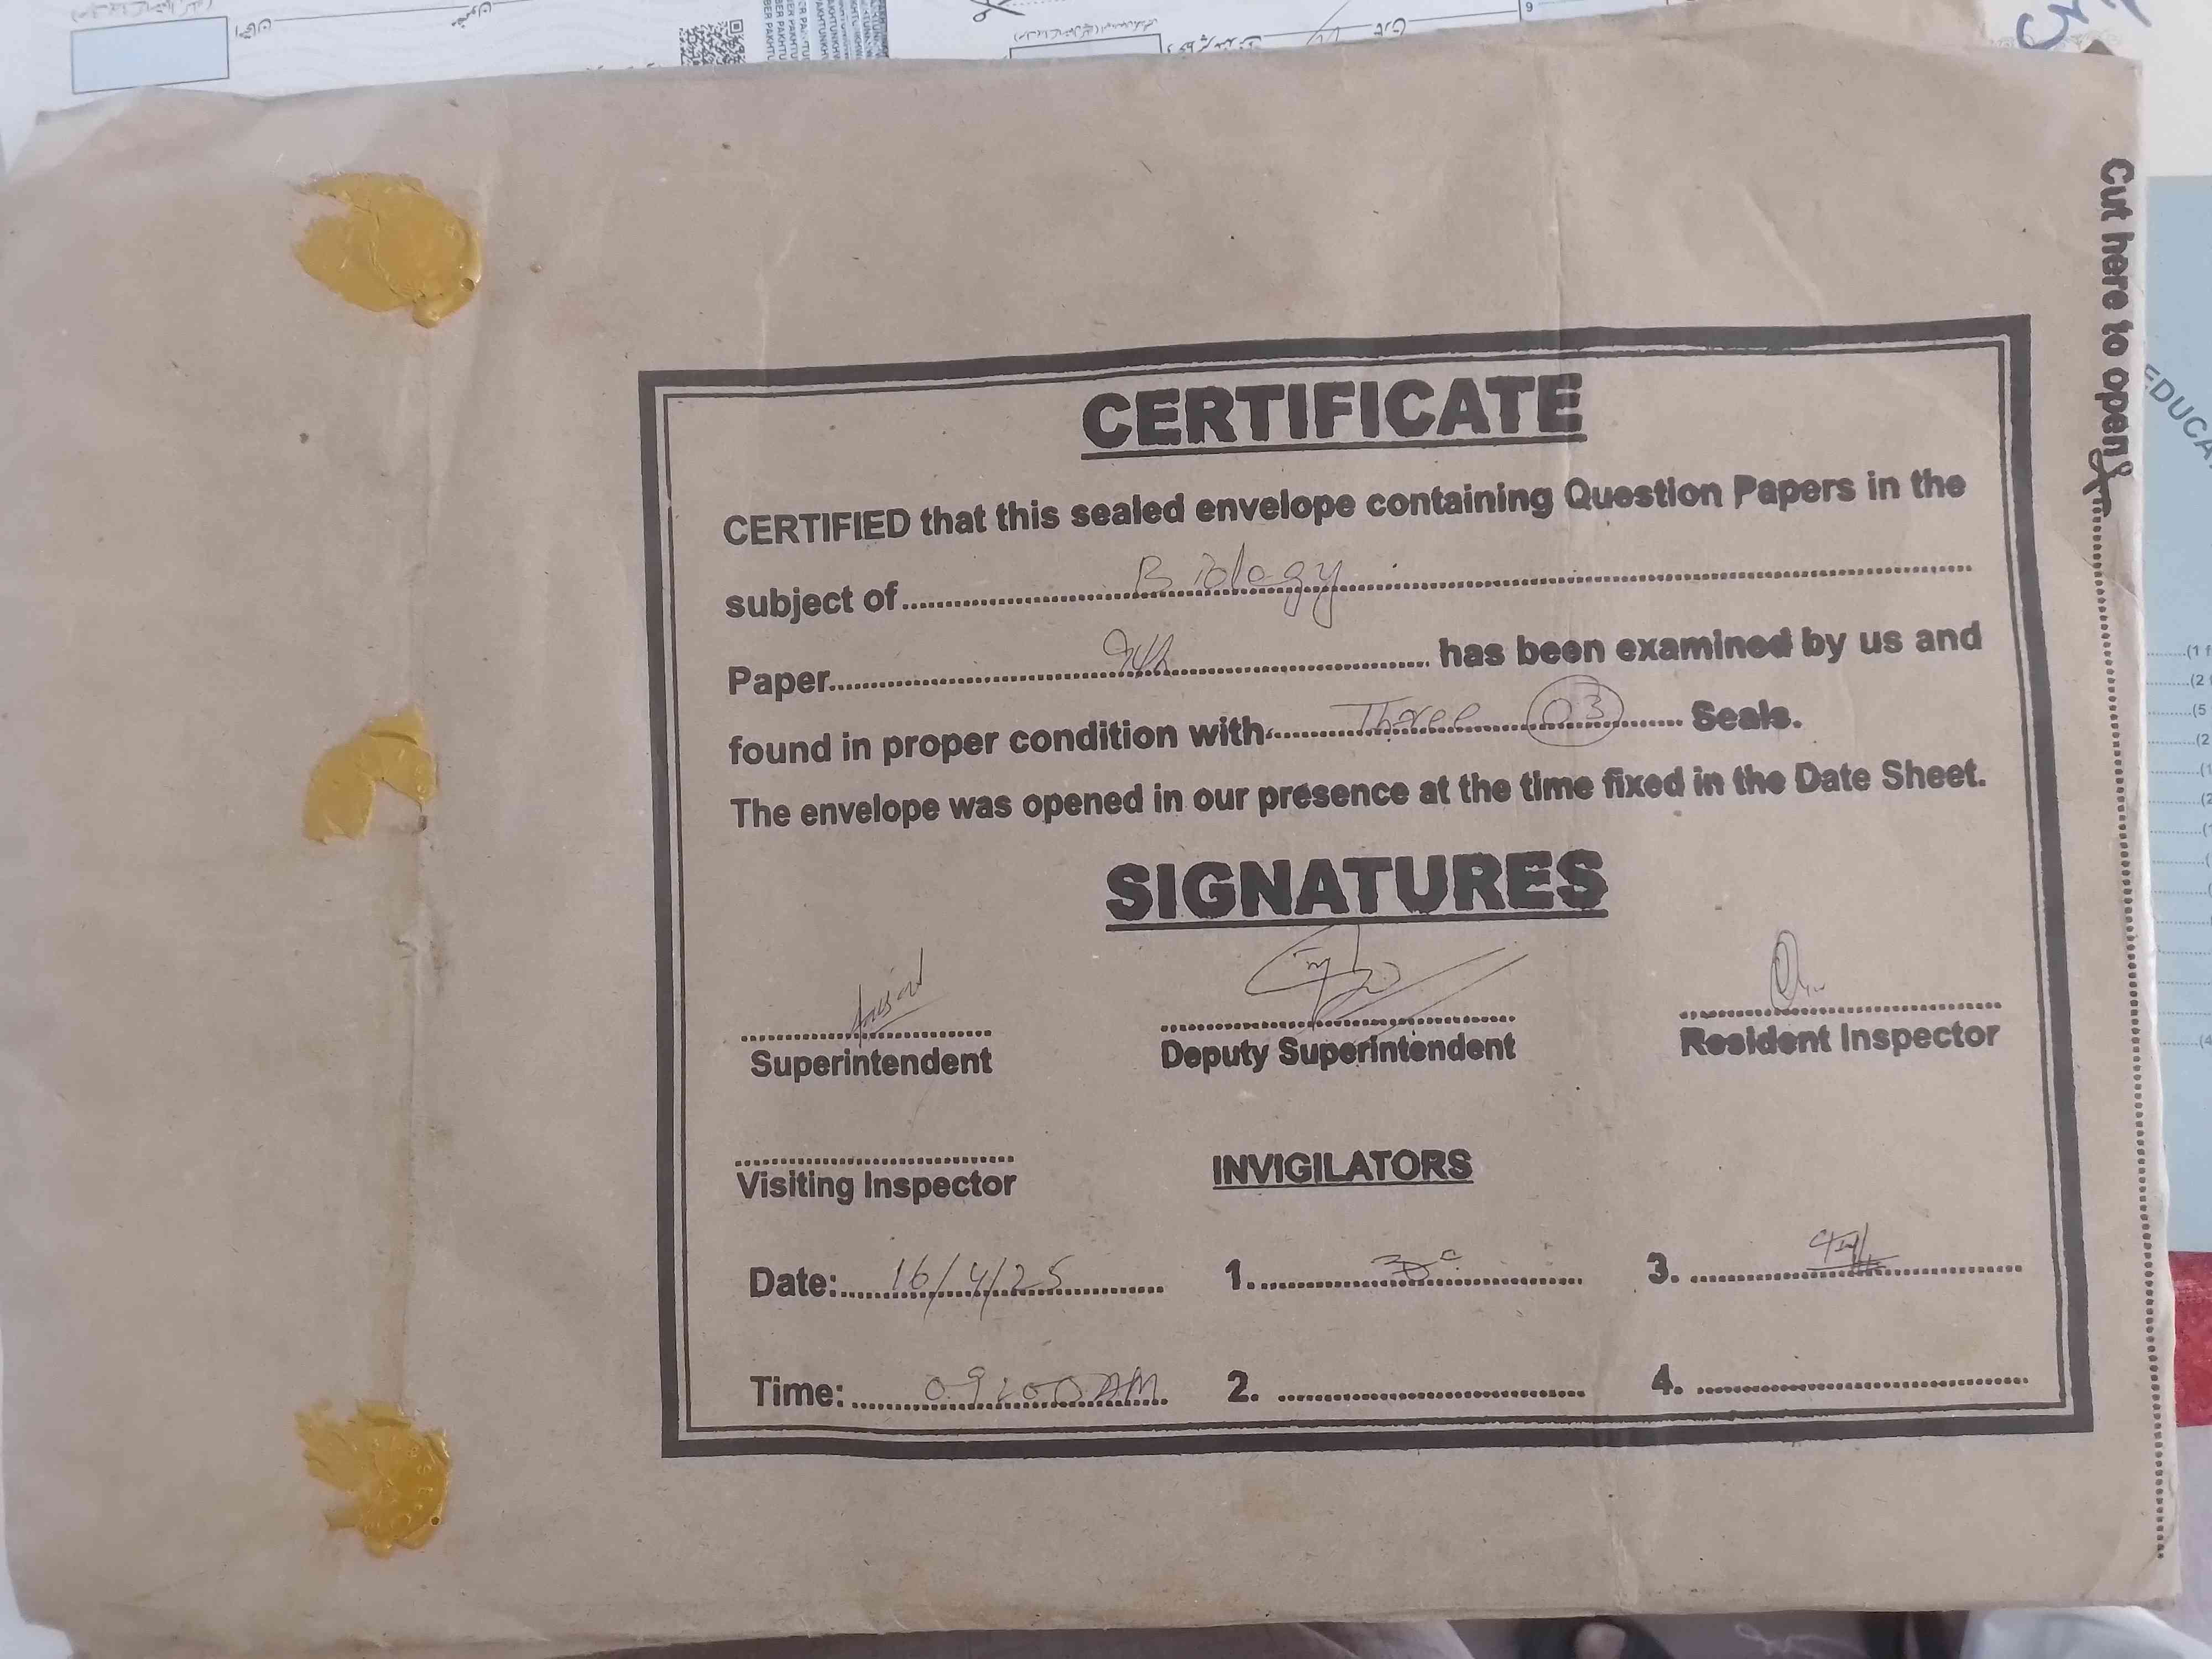 Cut here to open
CERTIFICATE
CERTIFIED that this sealed envelope containing Question Papers in the
subject of Biology
Paper 9th has been examined by us and
found in proper condition with Three 03 Seals.
The envelope was opened in our presence at the time fixed in the Date Sheet.
SIGNATURES
Superintendent Deputy Superintendent Resident Inspector
Visiting Inspector INVIGILATORS
Date: 16/4/25 1. 3.
Time: 09:00 AM. 2. 4.